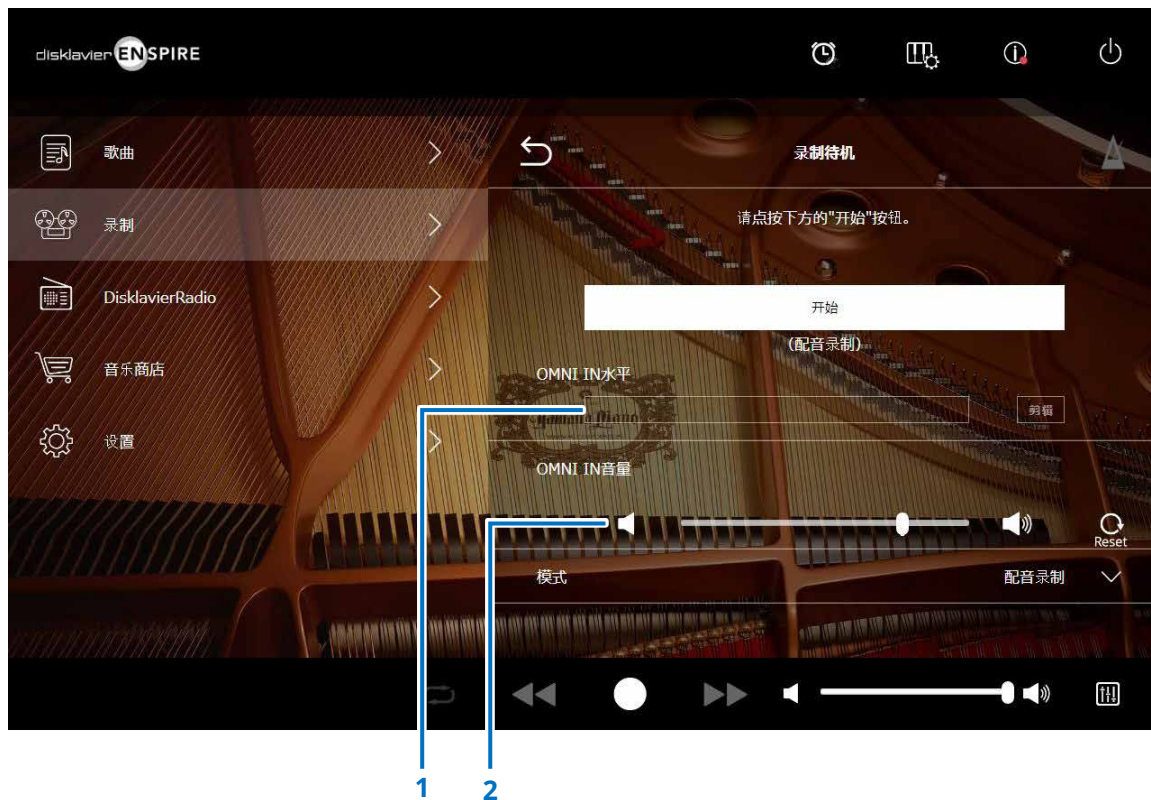 disklavier ENSPIRE
歌曲
录制
DisklavierRadio
音乐商店
设置
录制待机
请点按下方的"开始"按钮。
开始
(配音录制)
OMNI IN水平
剪辑
Yamaha Piano
OMNI IN音量
Reset
模式
配音录制
1
2